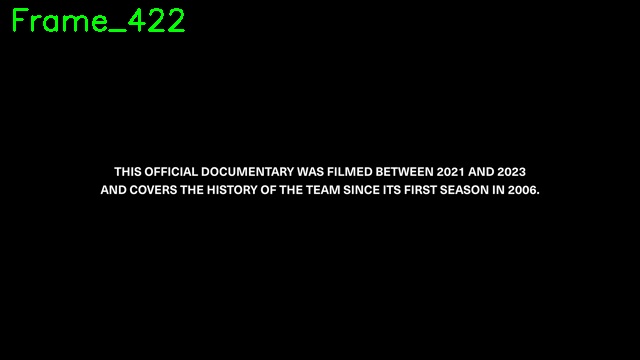 Frame_422
THIS OFFICIAL DOCUMENTARY WAS FILMED BETWEEN 2021 AND 2023
AND COVERS THE HISTORY OF THE TEAM SINCE ITS FIRST SEASON IN 2006.